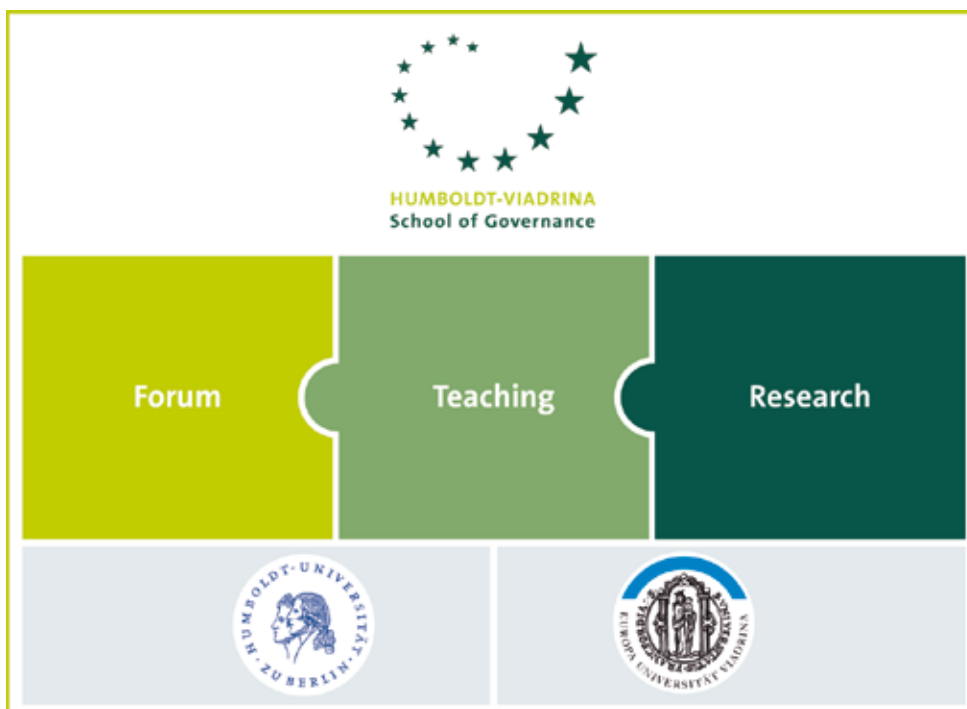 HUMBOLDT-VIADRINA
School of Governance
Forum
Teaching
Research
HUMBOLDT-UNIVERSITÄT
ZU BERLIN
EUROPA UNIVERSITÄT VIADRINA